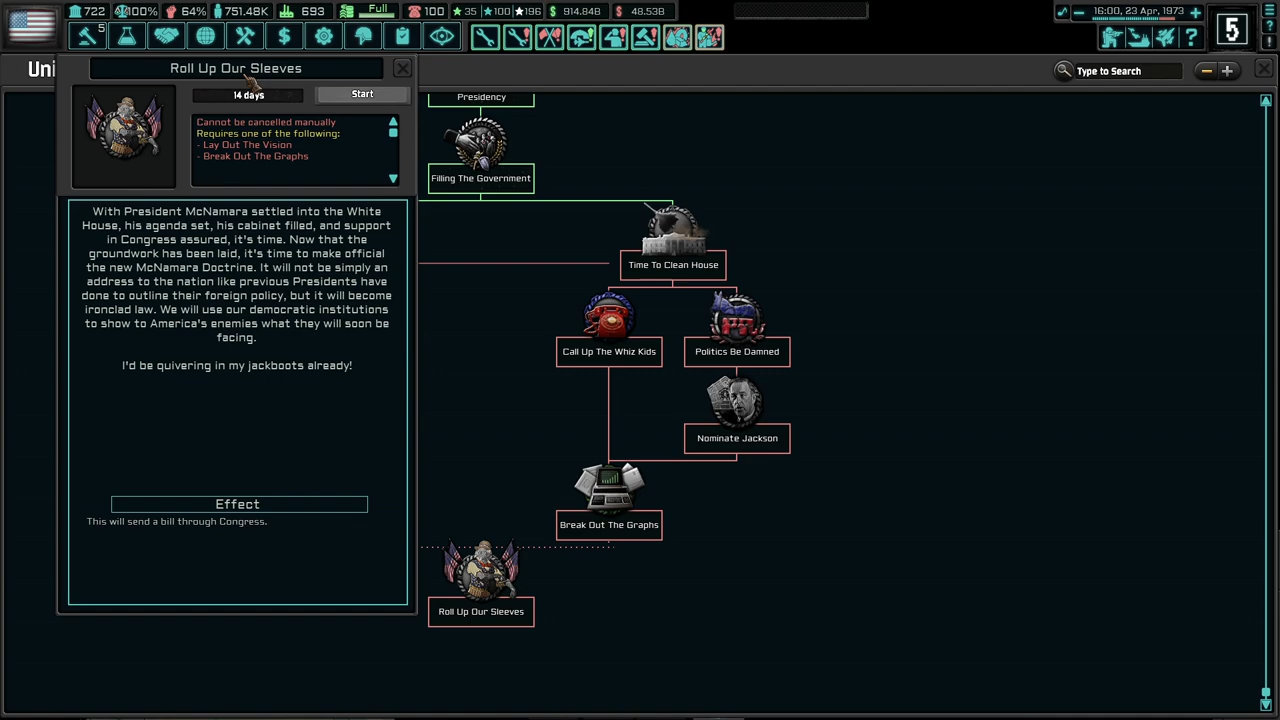 722 100% 64% 751.48K 693 Full 100 35 100 196 914.84B 48.53B 16:00, 23 Apr, 1973
5
5
Uni
Type to Search
Roll Up Our Sleeves
14 days
Start
Cannot be cancelled manually
Requires one of the following:
- Lay Out The Vision
- Break Out The Graphs
With President McNamara settled into the White
House, his agenda set, his cabinet filled, and support
in Congress assured, it's time. Now that the
groundwork has been laid, it's time to make official
the new McNamara Doctrine. It will not be simply an
address to the nation like previous Presidents have
done to outline their foreign policy, but it will become
ironclad law. We will use our democratic institutions
to show to America's enemies what they will soon be
facing.
I'd be quivering in my jackboots already!
Effect
This will send a bill through Congress.
Presidency
Filling The Government
Time To Clean House
Call Up The Whiz Kids
Politics Be Damned
Nominate Jackson
Break Out The Graphs
Roll Up Our Sleeves